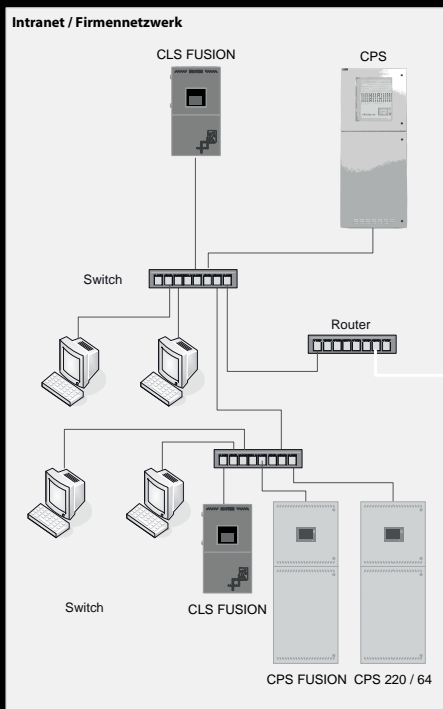 Intranet / Firmennetzwerk
CLS FUSION
CPS
Switch
Router
Switch
CLS FUSION
CPS FUSION
CPS 220 / 64